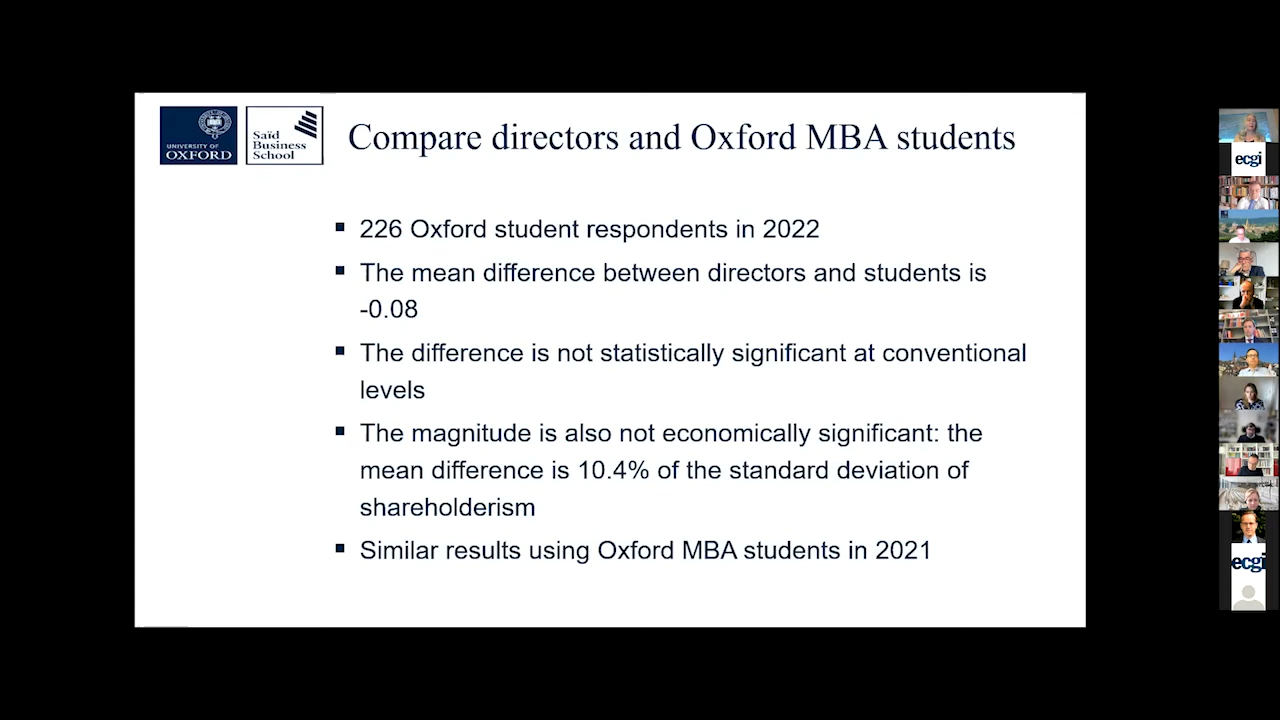 UNIVERSITY OF
OXFORD
Saïd
Business
School
Compare directors and Oxford MBA students
▪ 226 Oxford student respondents in 2022
▪ The mean difference between directors and students is
-0.08
▪ The difference is not statistically significant at conventional
levels
▪ The magnitude is also not economically significant: the
mean difference is 10.4% of the standard deviation of
shareholderism
▪ Similar results using Oxford MBA students in 2021
ecgi
ecgi